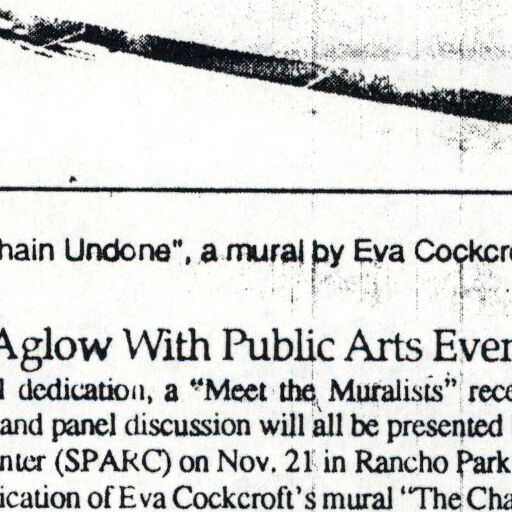 hain Undone", a mural by Eva Cockcr
Aglow With Public Arts Even
l dedication, a "Meet the Muralists" rece
and panel discussion will all be presented
nter (SPARC) on Nov. 21 in Rancho Park
ication of Eva Cockcroft's mural "The Cha